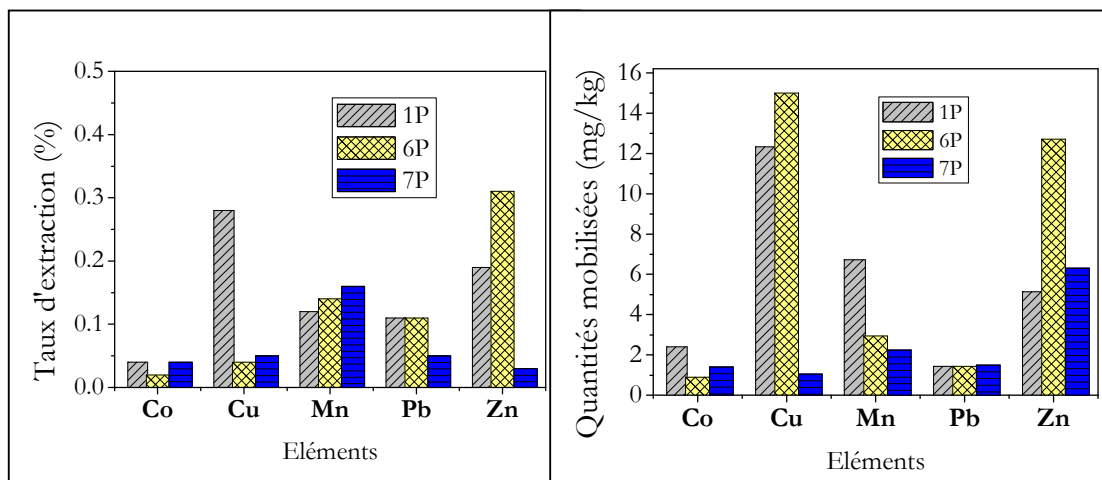 Taux d'extraction (%)
0.5
0.4
0.3
0.2
0.1
0.0
1P
6P
7P
Co Cu Mn Pb Zn
Eléments
Quantités mobilisées (mg/kg)
16
14
12
10
8
6
4
2
0
1P
6P
7P
Co Cu Mn Pb Zn
Eléments